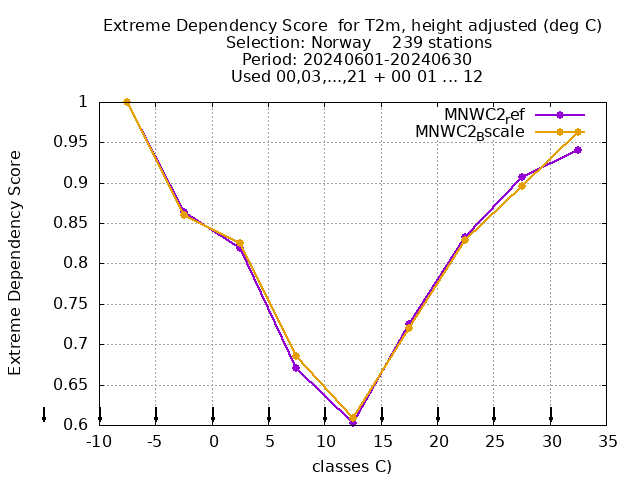 Extreme Dependency Score  for T2m, height adjusted (deg C)
Selection: Norway    239 stations
Period: 20240601-20240630
Used 00,03,...,21 + 00 01 ... 12
MNWC2ref
MNWC2Bscale
Extreme Dependency Score
1
0.95
0.9
0.85
0.8
0.75
0.7
0.65
0.6
-10 -5 0 5 10 15 20 25 30 35
classes C)